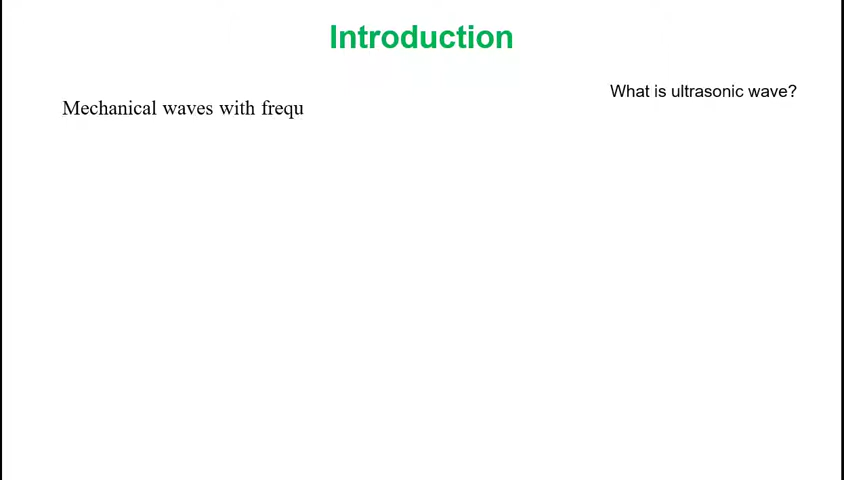 Introduction
What is ultrasonic wave?
Mechanical waves with frequ